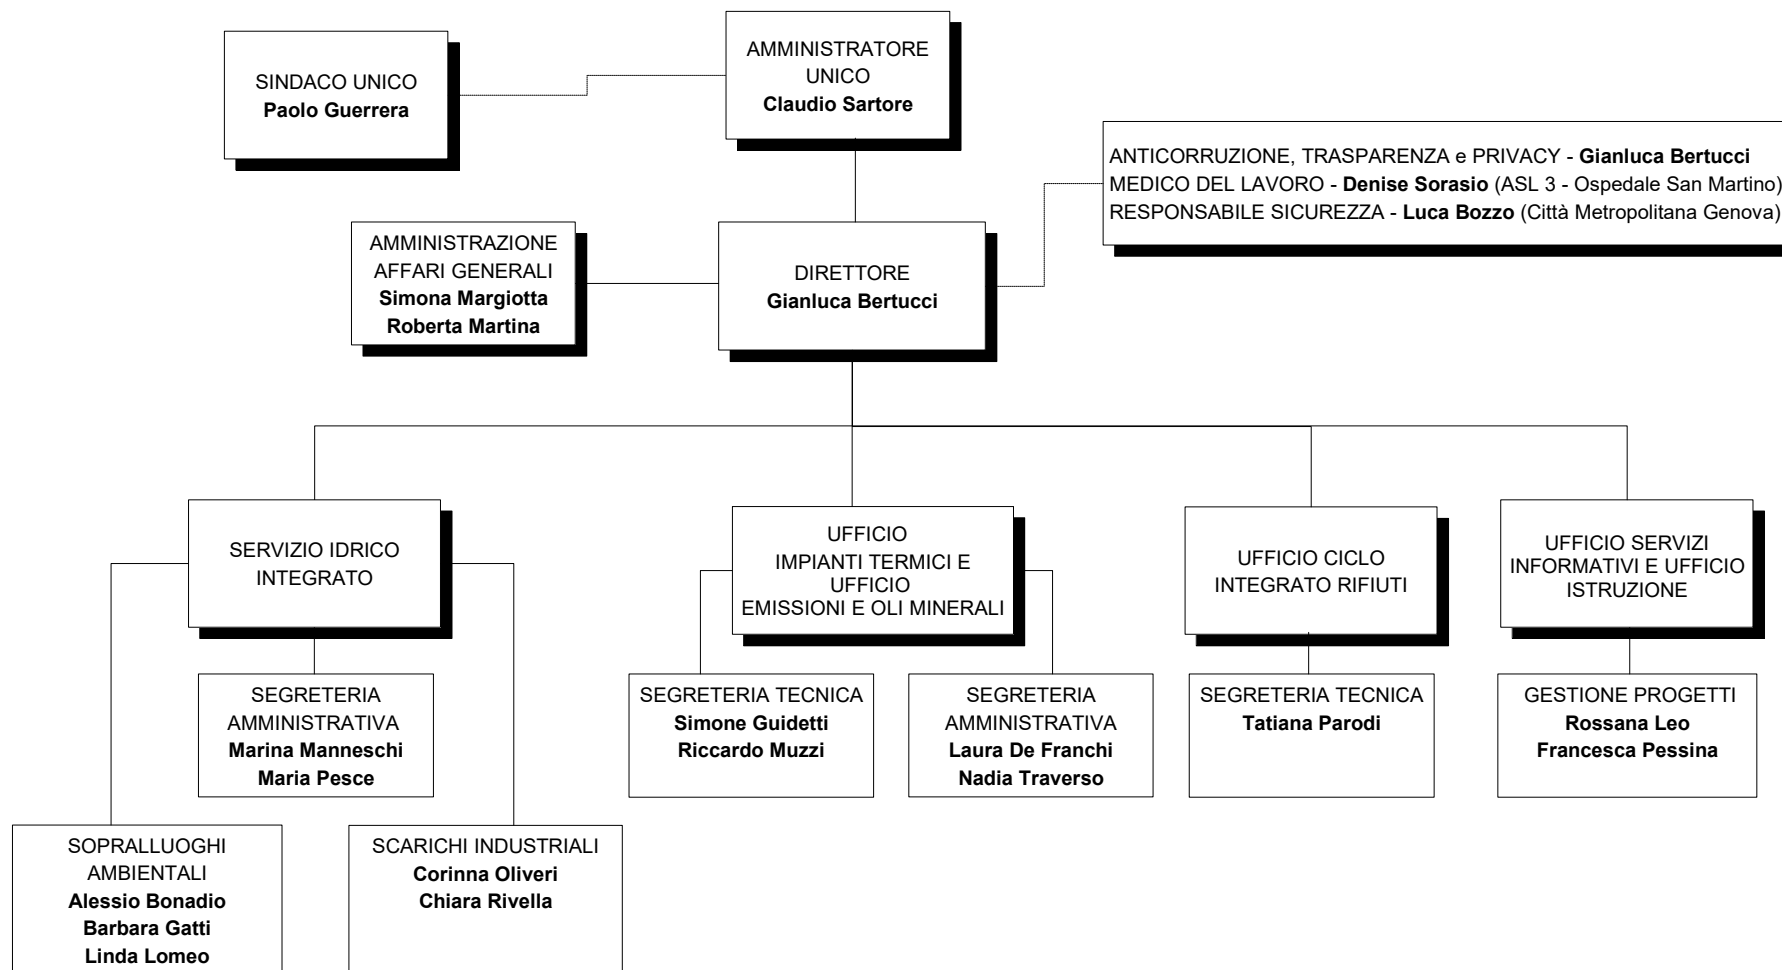 AMMINISTRATORE
UNICO
Claudio Sartore
SINDACO UNICO
Paolo Guerrera
ANTICORRUZIONE, TRASPARENZA e PRIVACY - Gianluca Bertucci
MEDICO DEL LAVORO - Denise Sorasio (ASL 3 - Ospedale San Martino)
RESPONSABILE SICUREZZA - Luca Bozzo (Città Metropolitana Genova)
AMMINISTRAZIONE
AFFARI GENERALI
Simona Margiotta
Roberta Martina
DIRETTORE
Gianluca Bertucci
SERVIZIO IDRICO
INTEGRATO
UFFICIO
IMPIANTI TERMICI E
UFFICIO
EMISSIONI E OLI MINERALI
UFFICIO CICLO
INTEGRATO RIFIUTI
UFFICIO SERVIZI
INFORMATIVI E UFFICIO
ISTRUZIONE
SEGRETERIA
AMMINISTRATIVA
Marina Manneschi
Maria Pesce
SEGRETERIA TECNICA
Simone Guidetti
Riccardo Muzzi
SEGRETERIA
AMMINISTRATIVA
Laura De Franchi
Nadia Traverso
SEGRETERIA TECNICA
Tatiana Parodi
GESTIONE PROGETTI
Rossana Leo
Francesca Pessina
SOPRALLUOGHI
AMBIENTALI
Alessio Bonadio
Barbara Gatti
Linda Lomeo
SCARICHI INDUSTRIALI
Corinna Oliveri
Chiara Rivella